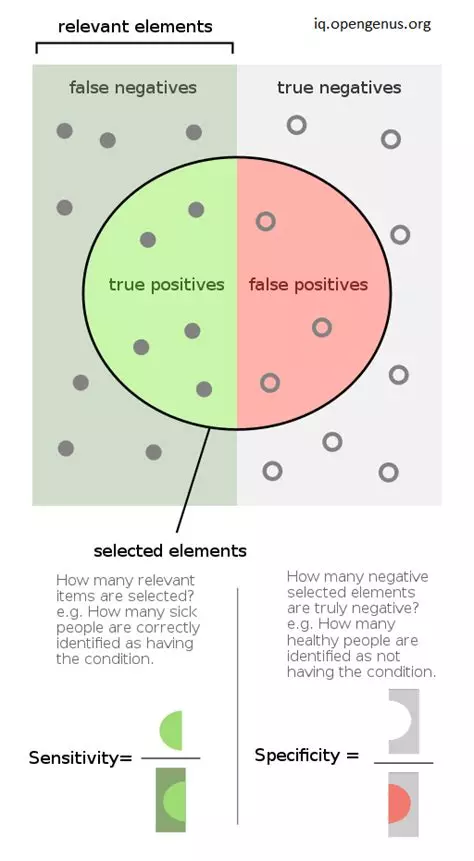 relevant elements
iq.opengenus.org
false negatives
true negatives
true positives
false positives
selected elements
How many relevant
items are selected?
e.g. How many sick
people are correctly
identified as having
the condition.
How many negative
selected elements
are truly negative?
e.g. How many
healthy people are
identified as not
having the condition.
Sensitivity=
Specificity =